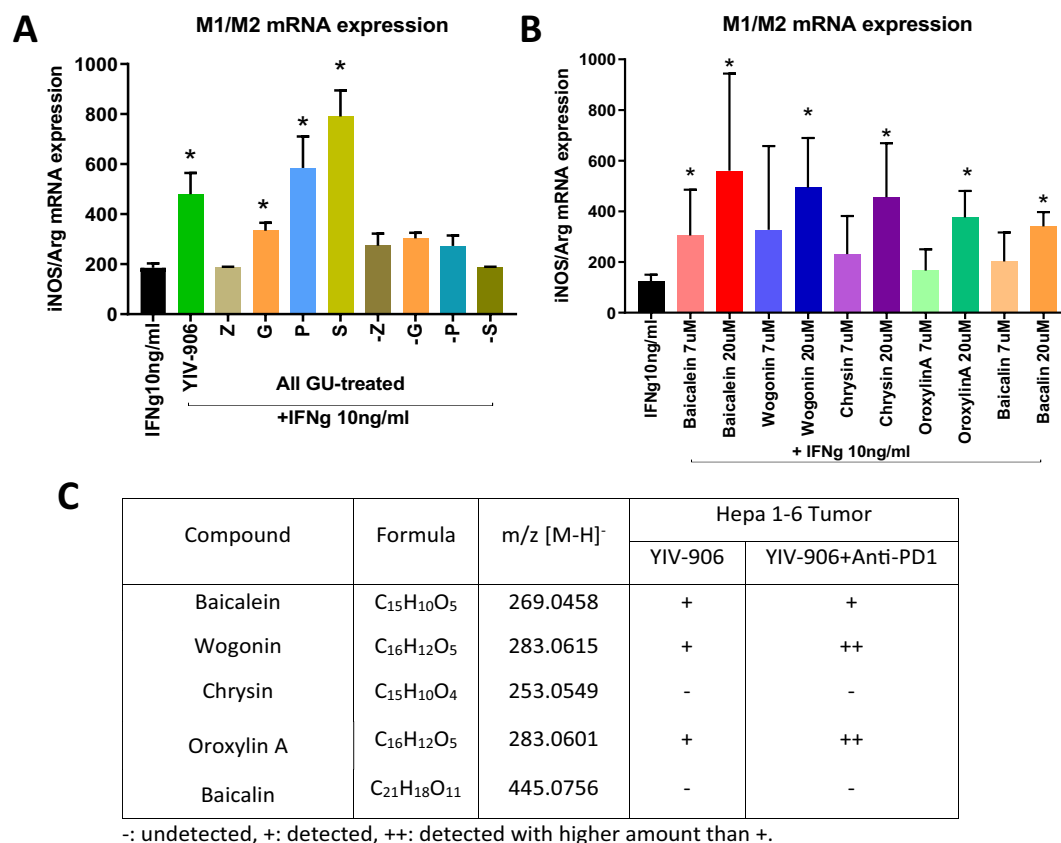 A
M1/M2 mRNA expression
iNOS/Arg mRNA expression
1000
800
600
400
200
0
IFNg10ng/ml
YIV-906
Z
G
P
S
-Z
-G
-P
-S
All GU-treated
+IFNg 10ng/ml
*
*
*
*
B
M1/M2 mRNA expression
iNOS/Arg mRNA expression
1000
800
600
400
200
0
IFNg10ng/ml
Baicalein 7uM
Baicalein 20uM
Wogonin 7uM
Wogonin 20uM
Chrysin 7uM
Chrysin 20uM
OroxylinA 7uM
OroxylinA 20uM
Baicalin 7uM
Bacalin 20uM
+ IFNg 10ng/ml
*
*
*
*
*
*
C
Compound Formula m/z [M-H]⁻ Hepa 1-6 Tumor
YIV-906 YIV-906+Anti-PD1
Baicalein C₁₅H₁₀O₅ 269.0458 + +
Wogonin C₁₆H₁₂O₅ 283.0615 + ++
Chrysin C₁₅H₁₀O₄ 253.0549 - -
Oroxylin A C₁₆H₁₂O₅ 283.0601 + ++
Baicalin C₂₁H₁₈O₁₁ 445.0756 - -
-: undetected, +: detected, ++: detected with higher amount than +.